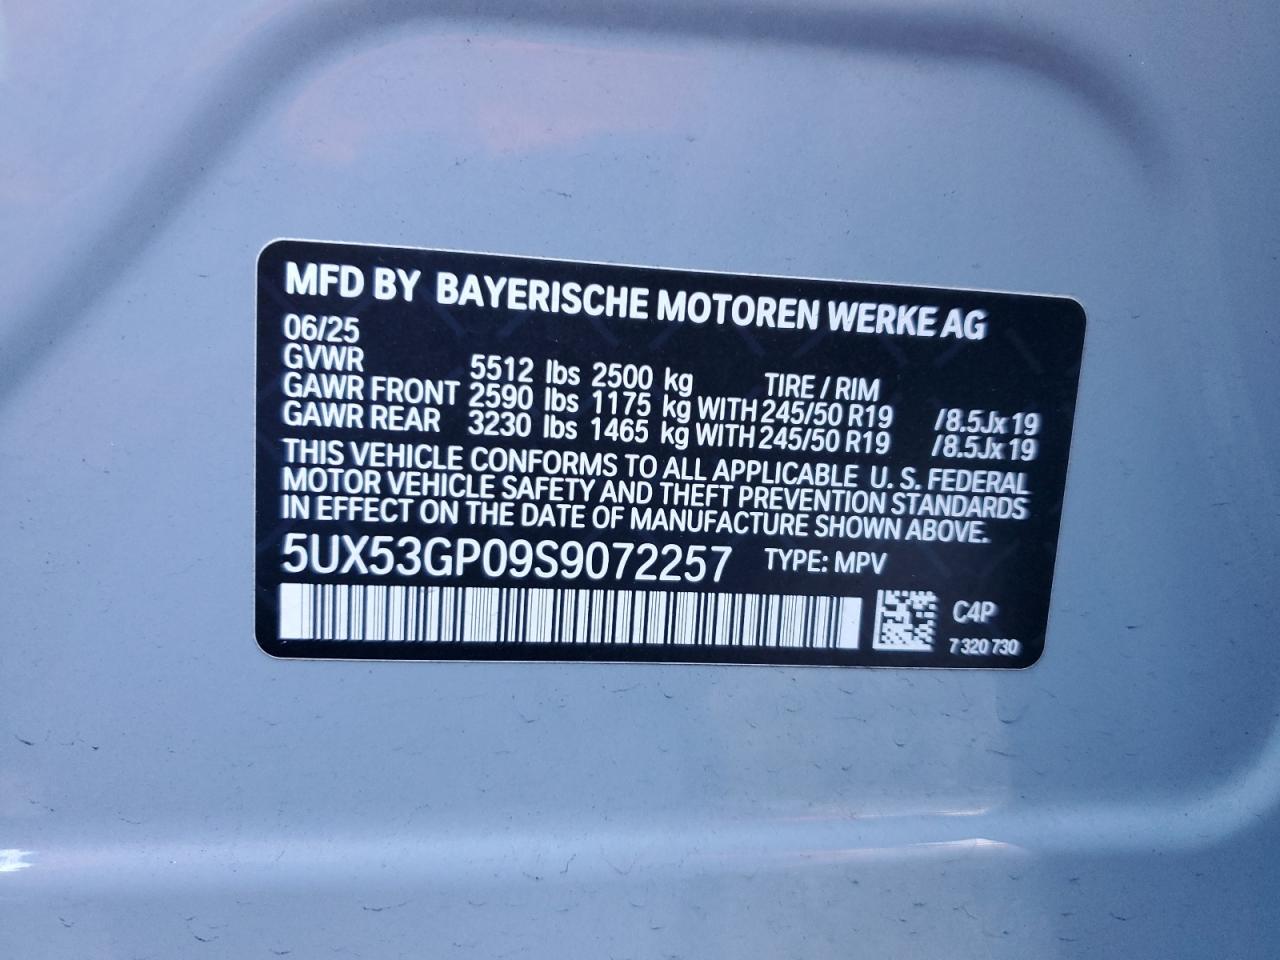 MFD BY BAYERISCHE MOTOREN WERKE AG
06/25
GVWR 5512 lbs 2500 kg TIRE / RIM
GAWR FRONT 2590 lbs 1175 kg WITH 245/50 R19 /8.5Jx19
GAWR REAR 3230 lbs 1465 kg WITH 245/50 R19 /8.5Jx19
THIS VEHICLE CONFORMS TO ALL APPLICABLE U. S. FEDERAL
MOTOR VEHICLE SAFETY AND THEFT PREVENTION STANDARDS
IN EFFECT ON THE DATE OF MANUFACTURE SHOWN ABOVE.
5UX53GP09S9072257 TYPE: MPV
C4P
7 320 730